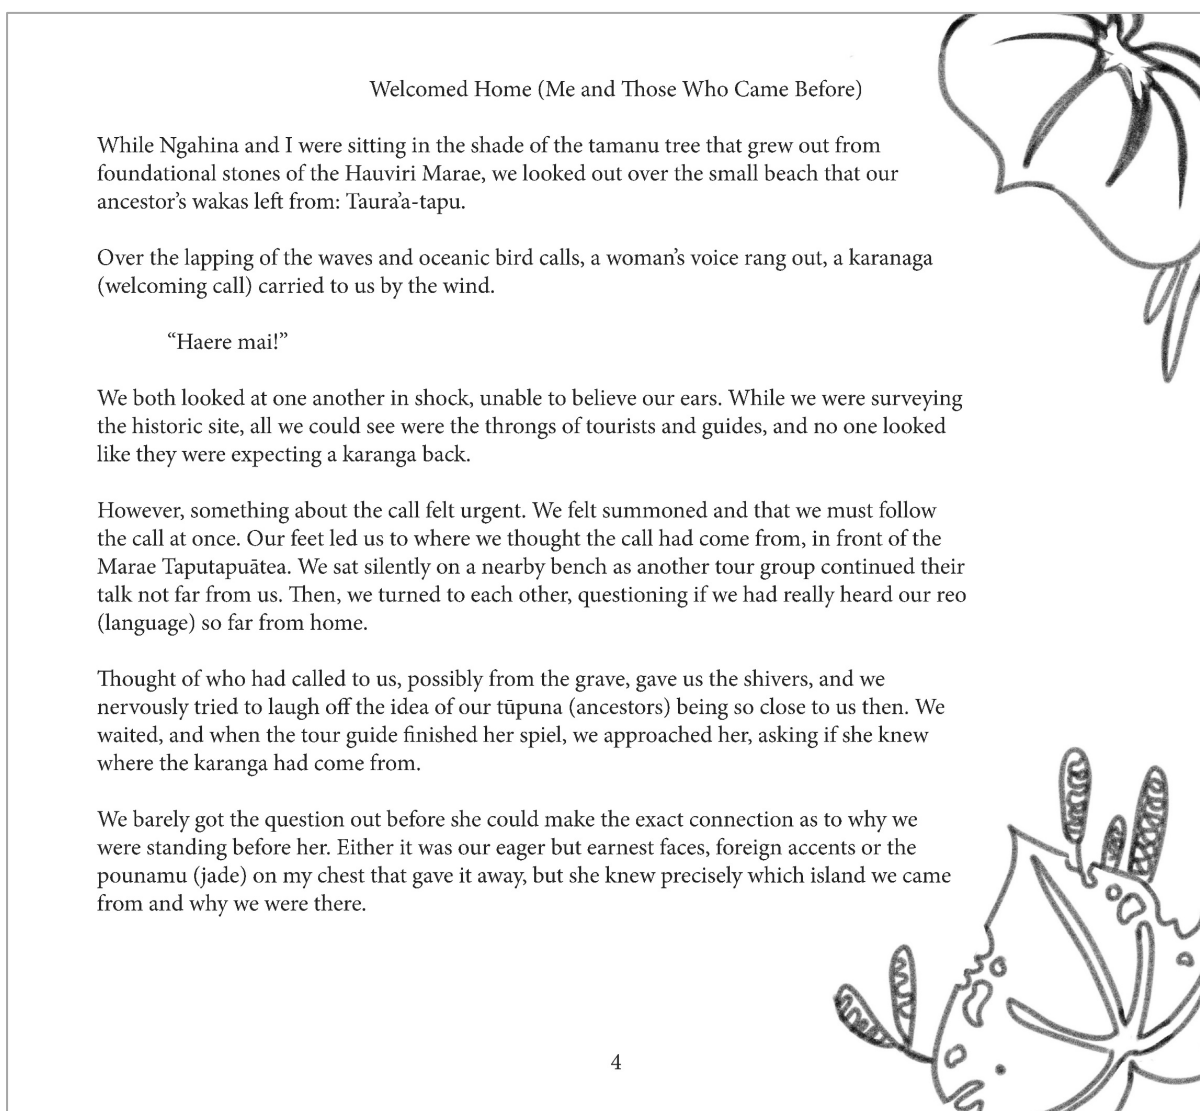 Welcomed Home (Me and Those Who Came Before)
While Ngahina and I were sitting in the shade of the tamanu tree that grew out from
foundational stones of the Hauviri Marae, we looked out over the small beach that our
ancestor’s wakas left from: Taura’a-tapu.
Over the lapping of the waves and oceanic bird calls, a woman’s voice rang out, a karanaga
(welcoming call) carried to us by the wind.
“Haere mai!”
We both looked at one another in shock, unable to believe our ears. While we were surveying
the historic site, all we could see were the throngs of tourists and guides, and no one looked
like they were expecting a karanga back.
However, something about the call felt urgent. We felt summoned and that we must follow
the call at once. Our feet led us to where we thought the call had come from, in front of the
Marae Taputapuātea. We sat silently on a nearby bench as another tour group continued their
talk not far from us. Then, we turned to each other, questioning if we had really heard our reo
(language) so far from home.
Thought of who had called to us, possibly from the grave, gave us the shivers, and we
nervously tried to laugh off the idea of our tūpuna (ancestors) being so close to us then. We
waited, and when the tour guide finished her spiel, we approached her, asking if she knew
where the karanga had come from.
We barely got the question out before she could make the exact connection as to why we
were standing before her. Either it was our eager but earnest faces, foreign accents or the
pounamu (jade) on my chest that gave it away, but she knew precisely which island we came
from and why we were there.
4